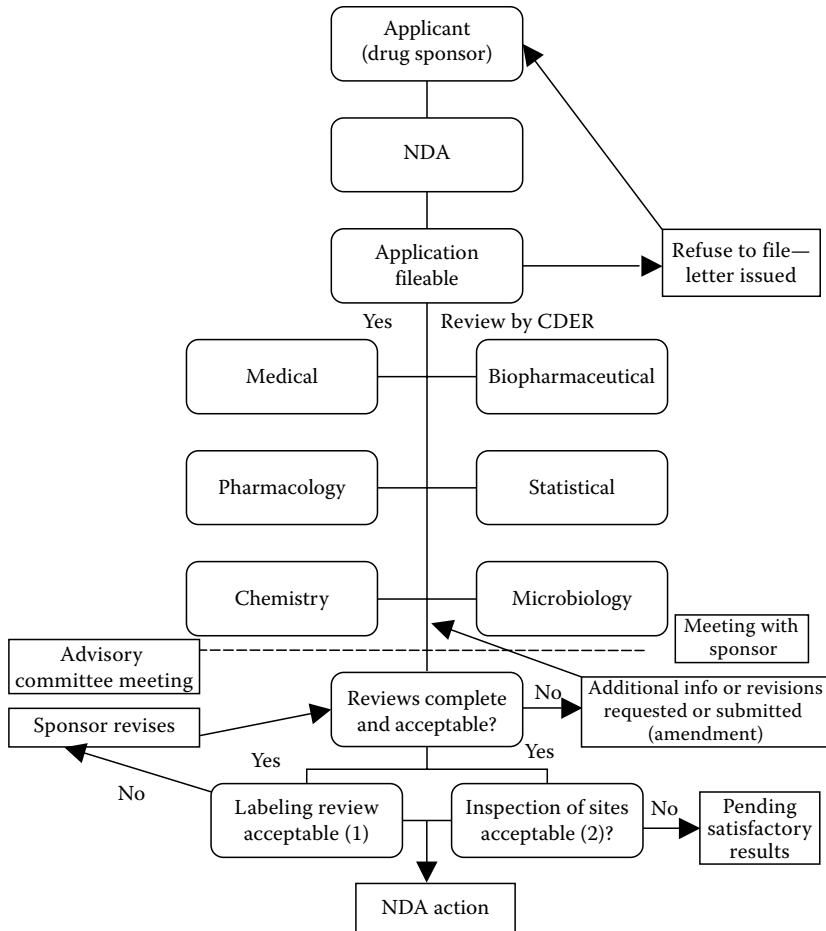 Applicant
(drug sponsor)
NDA
Application
fileable
Refuse to file—
letter issued
Yes
Review by CDER
Medical
Biopharmaceutical
Pharmacology
Statistical
Chemistry
Microbiology
Meeting with
sponsor
Advisory
committee meeting
Reviews complete
and acceptable?
No
Additional info or revisions
requested or submitted
(amendment)
Sponsor revises
Yes
Yes
No
Labeling review
acceptable (1)
Inspection of sites
acceptable (2)?
No
Pending
satisfactory
results
NDA action